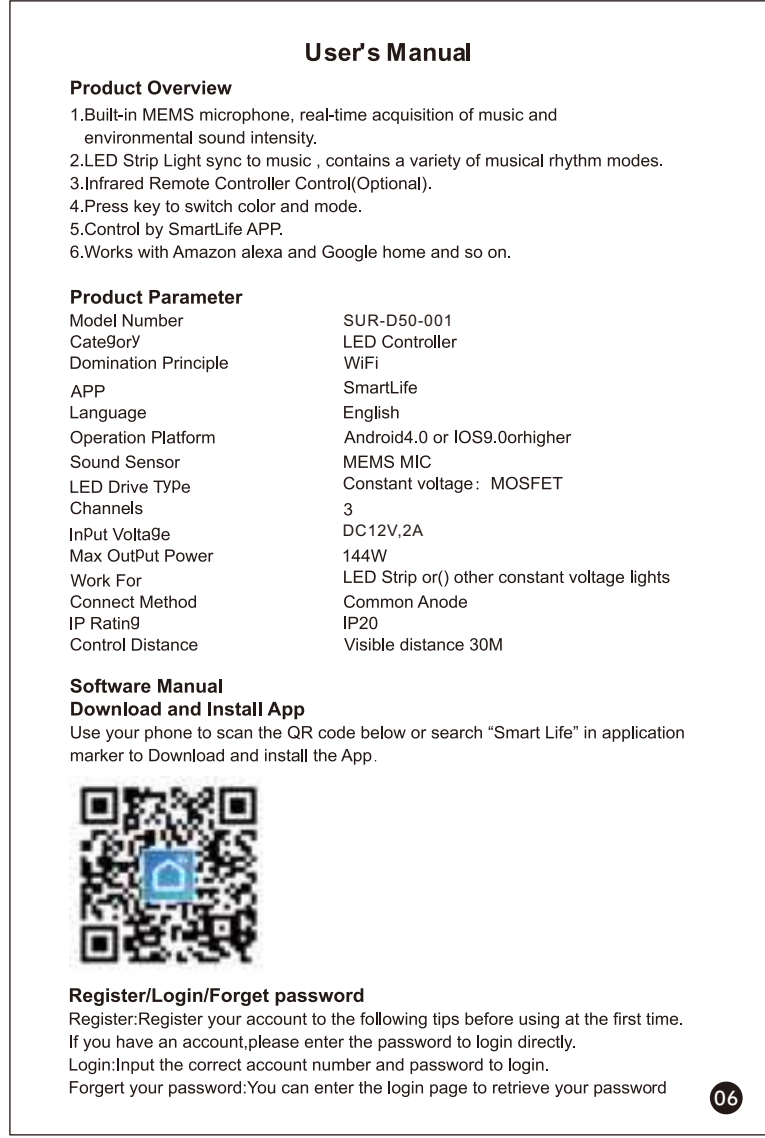 User's Manual
Product Overview
1.Built-in MEMS microphone, real-time acquisition of music and
environmental sound intensity.
2.LED Strip Light sync to music , contains a variety of musical rhythm modes.
3.Infrared Remote Controller Control(Optional).
4.Press key to switch color and mode.
5.Control by SmartLife APP.
6.Works with Amazon alexa and Google home and so on.
Product Parameter
Model Number SUR-D50-001
Category LED Controller
Domination Principle WiFi
APP SmartLife
Language English
Operation Platform Android4.0 or IOS9.0orhigher
Sound Sensor MEMS MIC
LED Drive Type Constant voltage: MOSFET
Channels 3
Input Voltage DC12V,2A
Max Output Power 144W
Work For LED Strip or() other constant voltage lights
Connect Method Common Anode
IP Rating IP20
Control Distance Visible distance 30M
Software Manual
Download and Install App
Use your phone to scan the QR code below or search “Smart Life” in application
marker to Download and install the App.
Register/Login/Forget password
Register:Register your account to the following tips before using at the first time.
If you have an account,please enter the password to login directly.
Login:Input the correct account number and password to login.
Forgert your password:You can enter the login page to retrieve your password
06